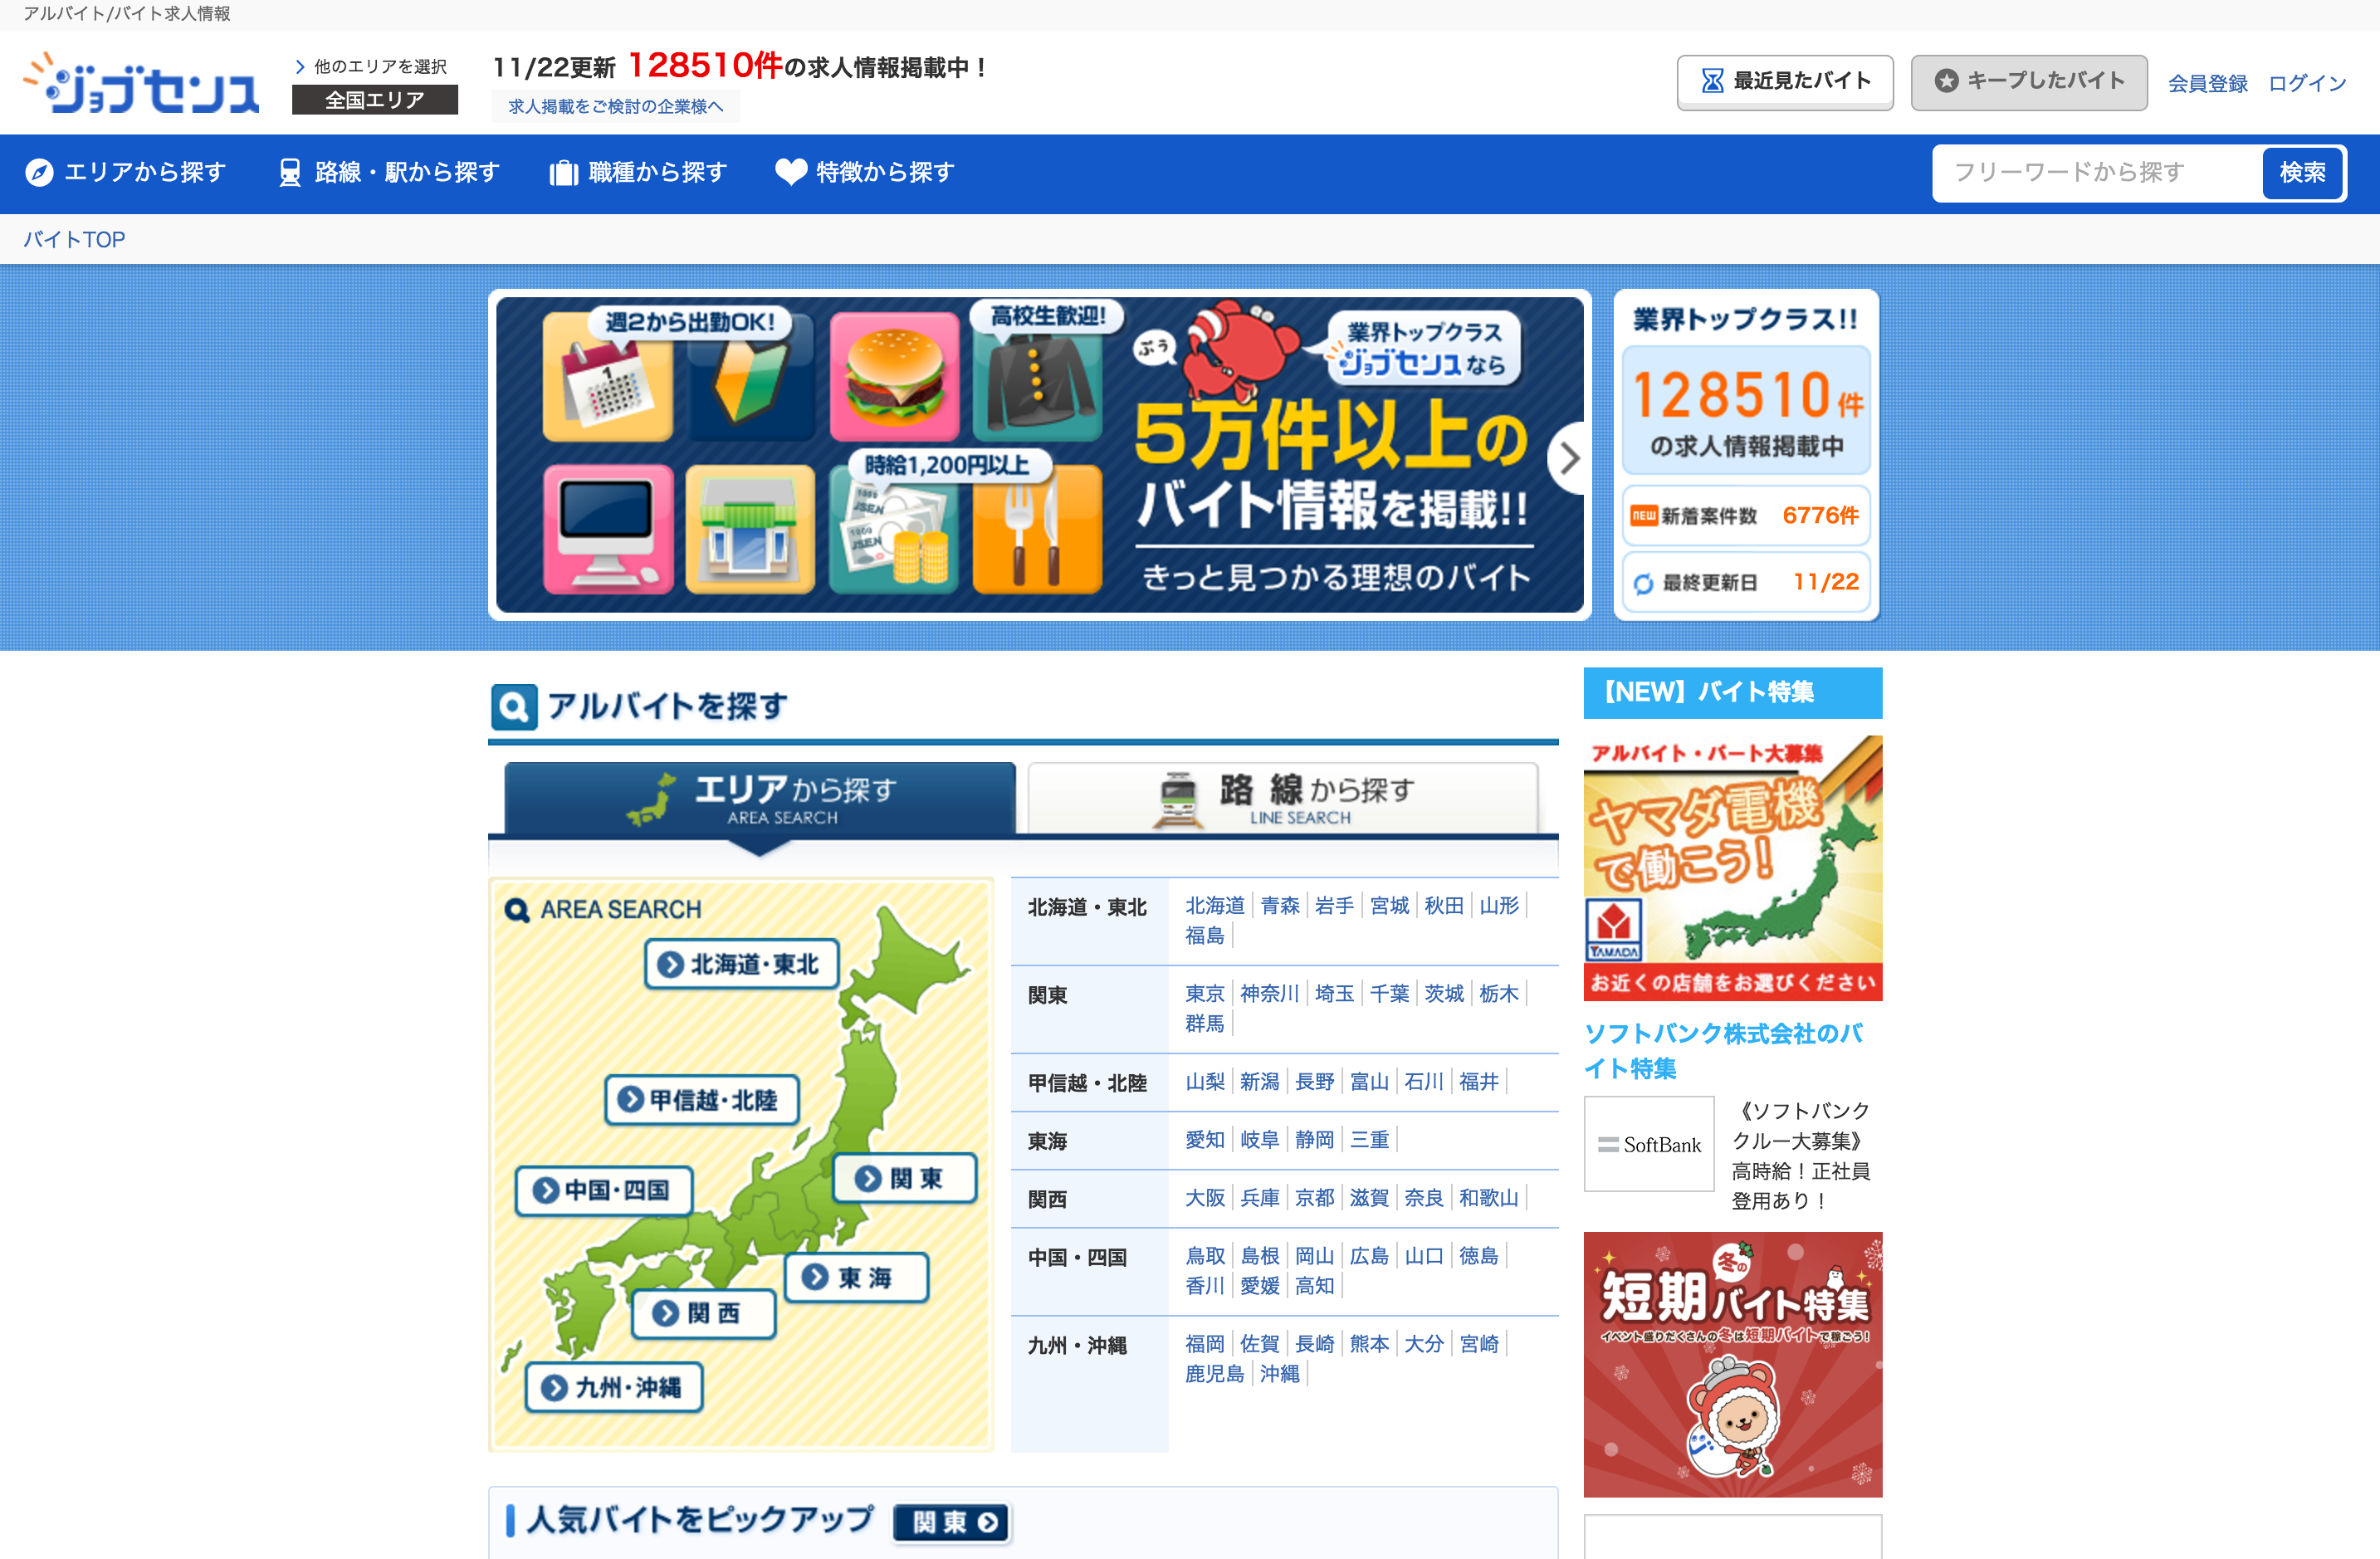 アルバイト/バイト求人情報
ジョブセンス
他のエリアを選択
全国エリア
11/22更新 128510件の求人情報掲載中！
求人掲載をご検討の企業様へ
最近見たバイト
キープしたバイト
会員登録
ログイン
エリアから探す
路線・駅から探す
職種から探す
特徴から探す
フリーワードから探す
検索
バイトTOP
週2から出勤OK!
高校生歓迎!
時給1,200円以上
ぷぅ
業界トップクラス
ジョブセンスなら
5万件以上の
バイト情報を掲載!!
きっと見つかる理想のバイト
業界トップクラス!!
128510件
の求人情報掲載中
NEW 新着案件数 6776件
最終更新日 11/22
アルバイトを探す
エリアから探す
AREA SEARCH
路線から探す
LINE SEARCH
AREA SEARCH
北海道・東北
甲信越・北陸
関東
中国・四国
東海
関西
九州・沖縄
北海道・東北
北海道 青森 岩手 宮城 秋田 山形
福島
関東
東京 神奈川 埼玉 千葉 茨城 栃木
群馬
甲信越・北陸
山梨 新潟 長野 富山 石川 福井
東海
愛知 岐阜 静岡 三重
関西
大阪 兵庫 京都 滋賀 奈良 和歌山
中国・四国
鳥取 島根 岡山 広島 山口 徳島
香川 愛媛 高知
九州・沖縄
福岡 佐賀 長崎 熊本 大分 宮崎
鹿児島 沖縄
人気バイトをピックアップ
関東
【NEW】バイト特集
アルバイト・パート大募集
ヤマダ電機
で働こう!
YAMADA
お近くの店舗をお選びください
ソフトバンク株式会社のバ
イト特集
SoftBank
《ソフトバンク
クルー大募集》
高時給！正社員
登用あり！
冬の
短期バイト特集
イベント盛りだくさんの冬は短期バイトで稼ごう!